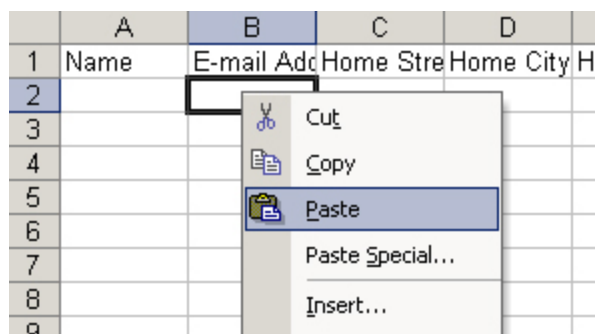 A B C D
1 Name E-mail Add Home Stre Home City H
2
3 Cut
4 Copy
5
6 Paste
7 Paste Special...
8 Insert...
9